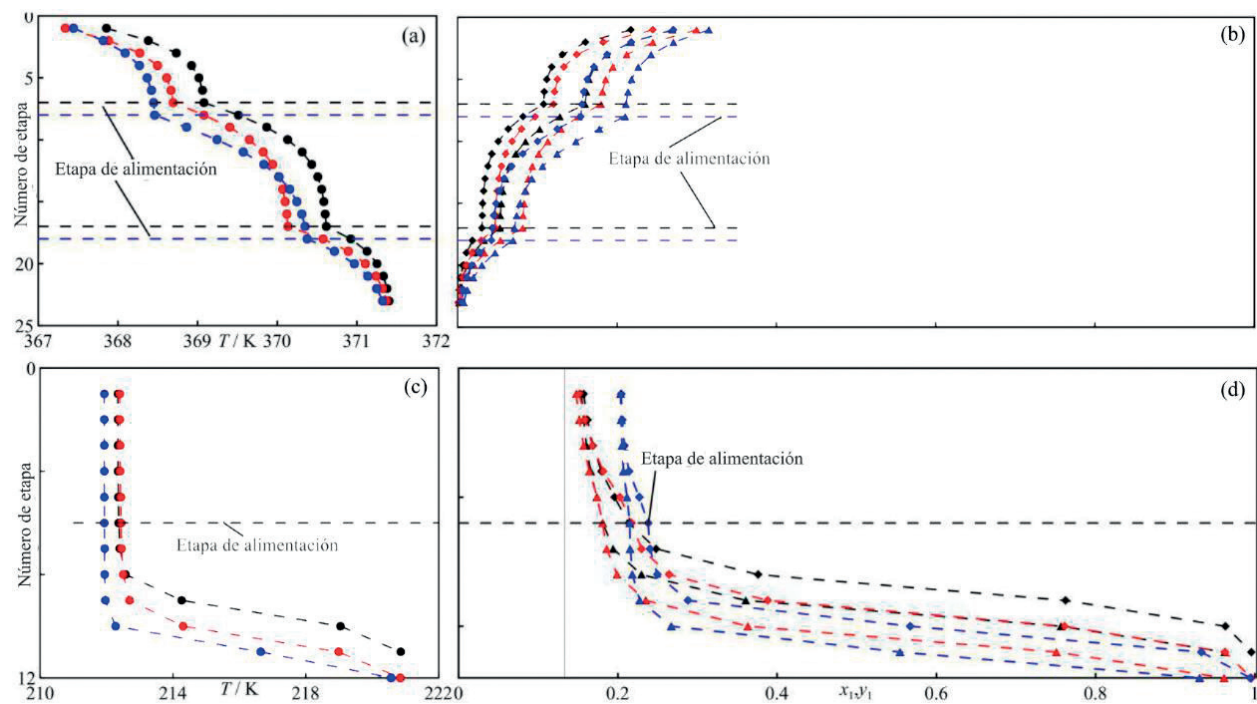 0
(a)
(b)
5
Etapa de alimentación
Etapa de alimentación
Número de etapa
20
25
367
368
369
T / K
370
371
372
0
(c)
(d)
Etapa de alimentación
Etapa de alimentación
Número de etapa
12
210
214
T / K
218
222
0.2
0.4
0.6
x₁,y₁
0.8
1